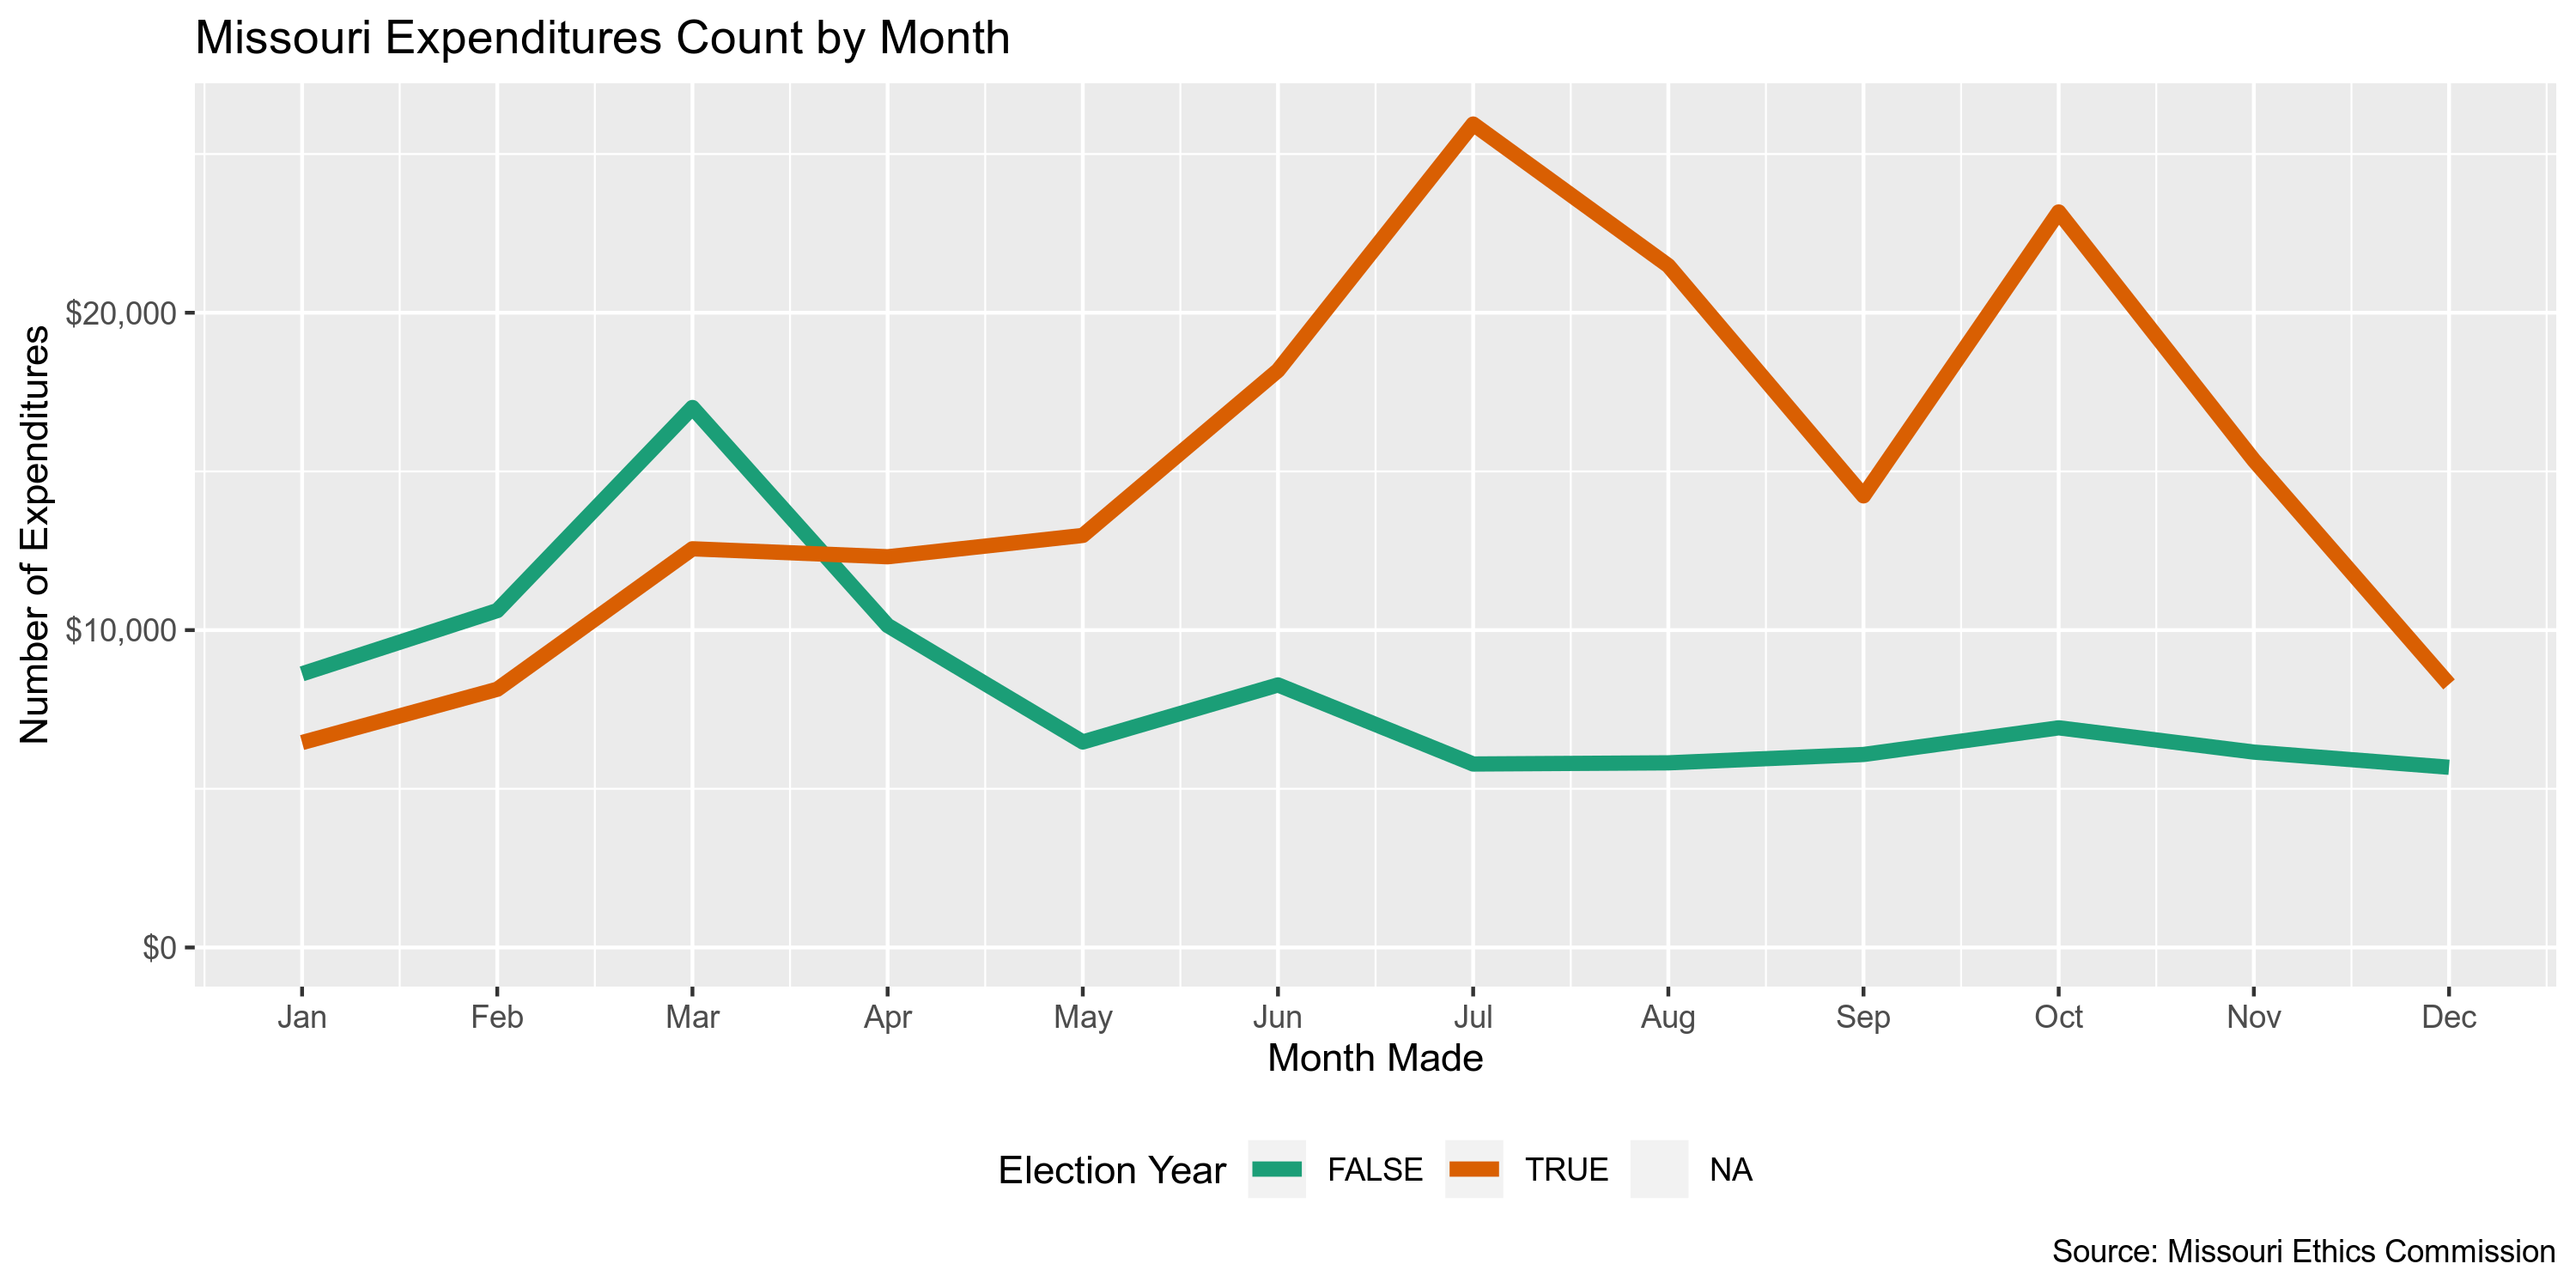 Missouri Expenditures Count by Month
Number of Expenditures
$20,000
$10,000
$0
Jan Feb Mar Apr May Jun Jul Aug Sep Oct Nov Dec
Month Made
Election Year FALSE TRUE NA
Source: Missouri Ethics Commission